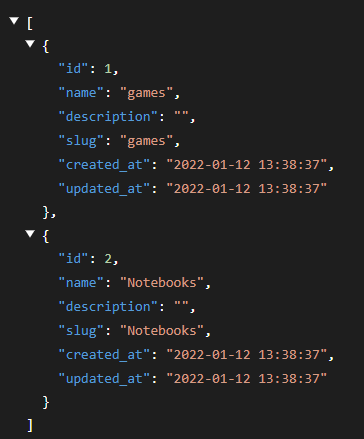 [
{
"id": 1,
"name": "games",
"description": "",
"slug": "games",
"created_at": "2022-01-12 13:38:37",
"updated_at": "2022-01-12 13:38:37"
},
{
"id": 2,
"name": "Notebooks",
"description": "",
"slug": "Notebooks",
"created_at": "2022-01-12 13:38:37",
"updated_at": "2022-01-12 13:38:37"
}
]